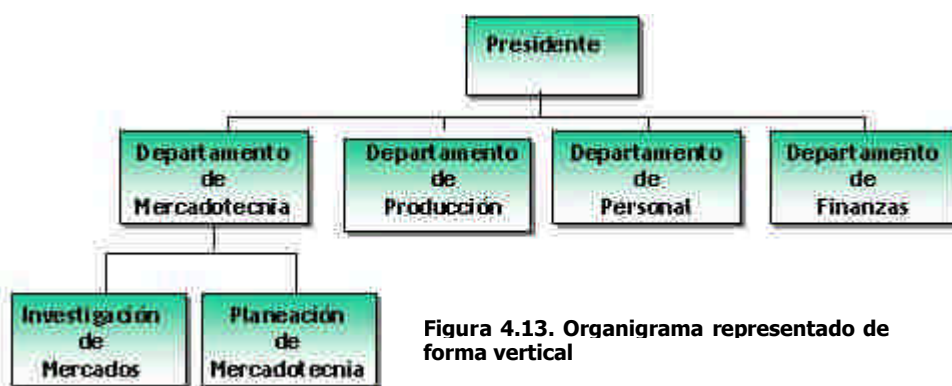 Presidente
Departamento
de
Mercadotecnia
Departamento
de
Producción
Departamento
de
Personal
Departamento
de
Finanzas
Investigación
de
Mercados
Planeación
de
Mercadotecnia
Figura 4.13. Organigrama representado de
forma vertical